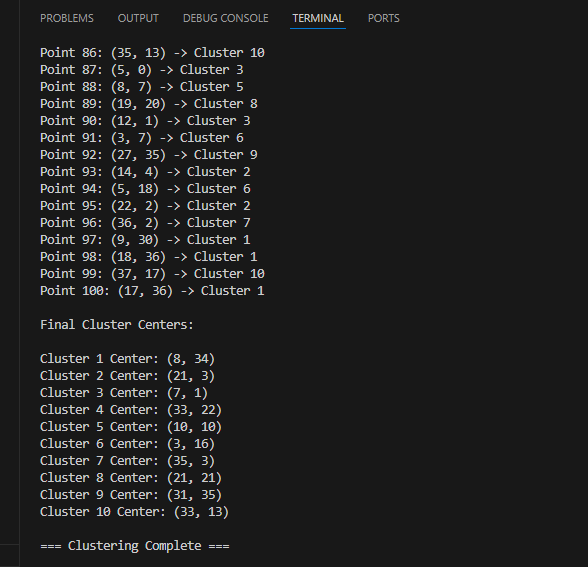 PROBLEMS OUTPUT DEBUG CONSOLE TERMINAL PORTS
Point 86: (35, 13) -> Cluster 10
Point 87: (5, 0) -> Cluster 3
Point 88: (8, 7) -> Cluster 5
Point 89: (19, 20) -> Cluster 8
Point 90: (12, 1) -> Cluster 3
Point 91: (3, 7) -> Cluster 6
Point 92: (27, 35) -> Cluster 9
Point 93: (14, 4) -> Cluster 2
Point 94: (5, 18) -> Cluster 6
Point 95: (22, 2) -> Cluster 2
Point 96: (36, 2) -> Cluster 7
Point 97: (9, 30) -> Cluster 1
Point 98: (18, 36) -> Cluster 1
Point 99: (37, 17) -> Cluster 10
Point 100: (17, 36) -> Cluster 1
Final Cluster Centers:
Cluster 1 Center: (8, 34)
Cluster 2 Center: (21, 3)
Cluster 3 Center: (7, 1)
Cluster 4 Center: (33, 22)
Cluster 5 Center: (10, 10)
Cluster 6 Center: (3, 16)
Cluster 7 Center: (35, 3)
Cluster 8 Center: (21, 21)
Cluster 9 Center: (31, 35)
Cluster 10 Center: (33, 13)
=== Clustering Complete ===